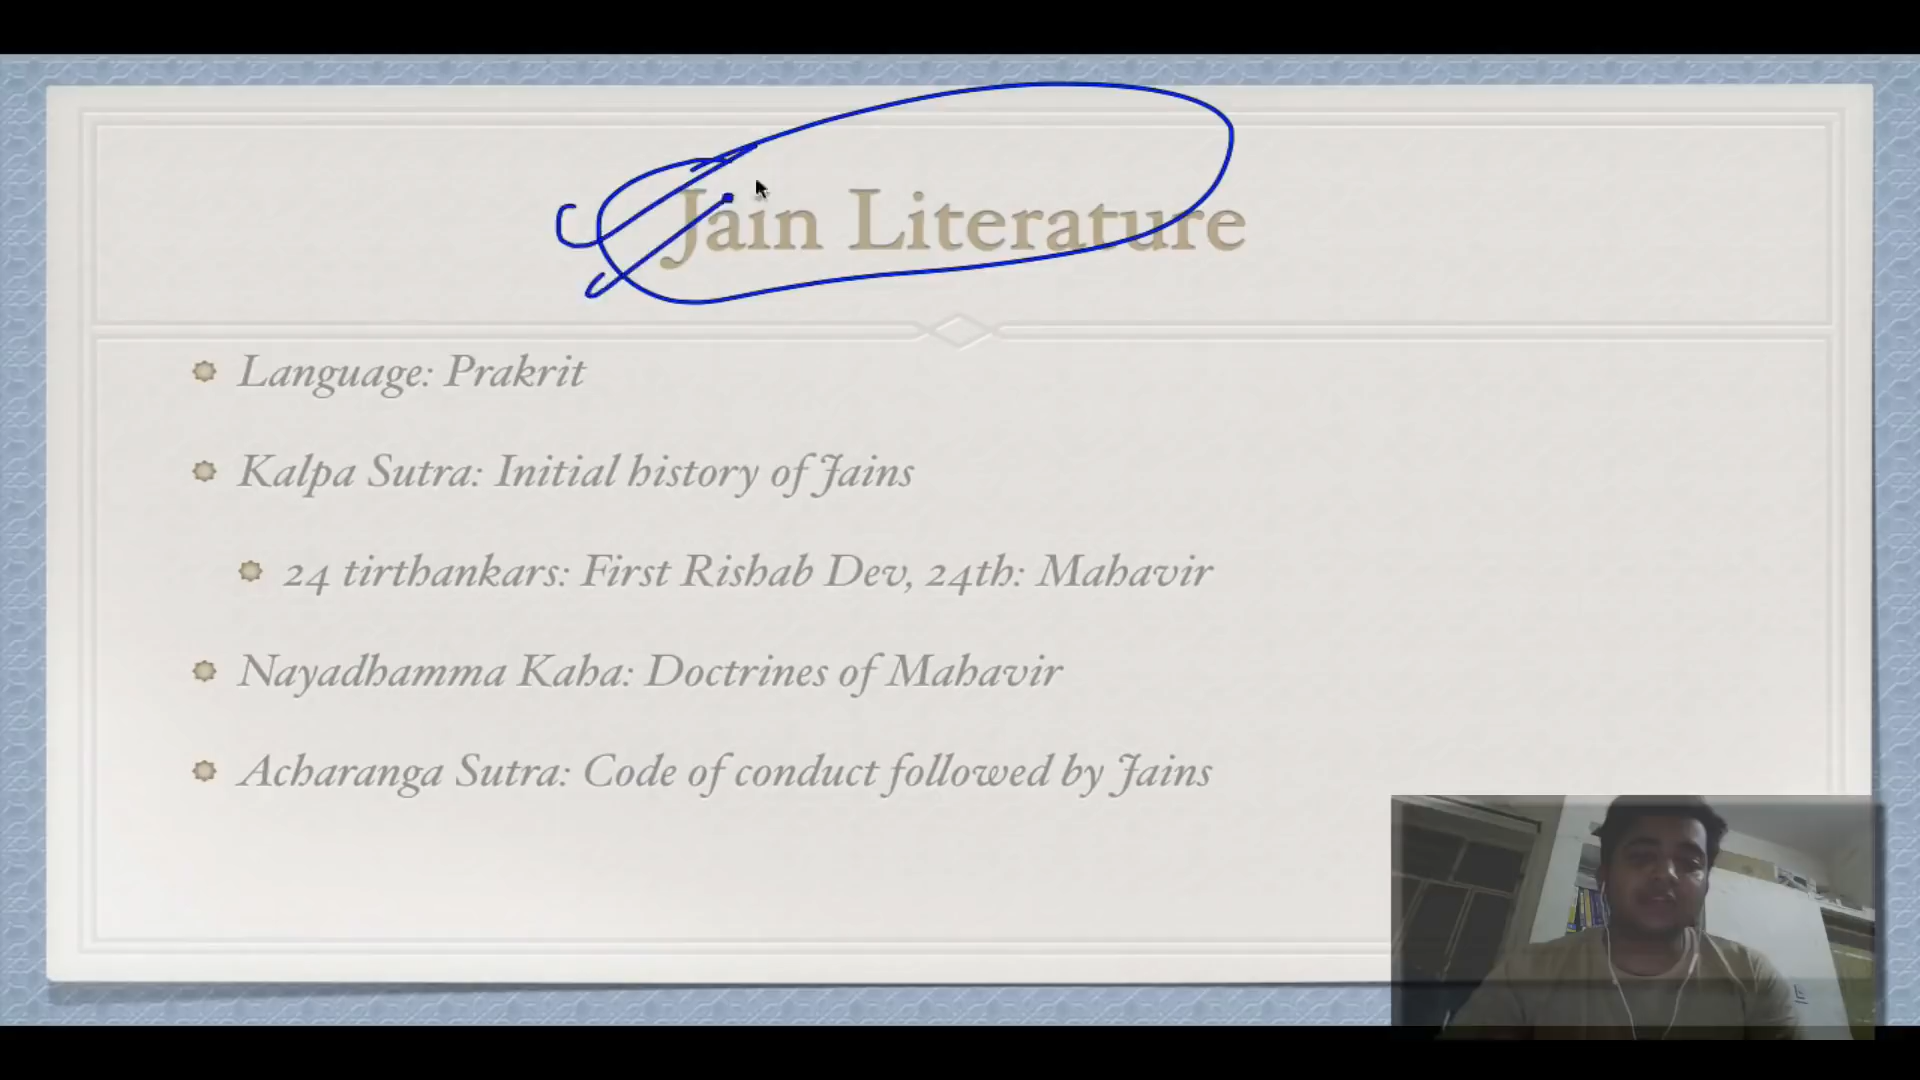 Jain Literature
Language: Prakrit
Kalpa Sutra: Initial history of Jains
24 tirthankars: First Rishab Dev, 24th: Mahavir
Nayadhamma Kaha: Doctrines of Mahavir
Acharanga Sutra: Code of conduct followed by Jains